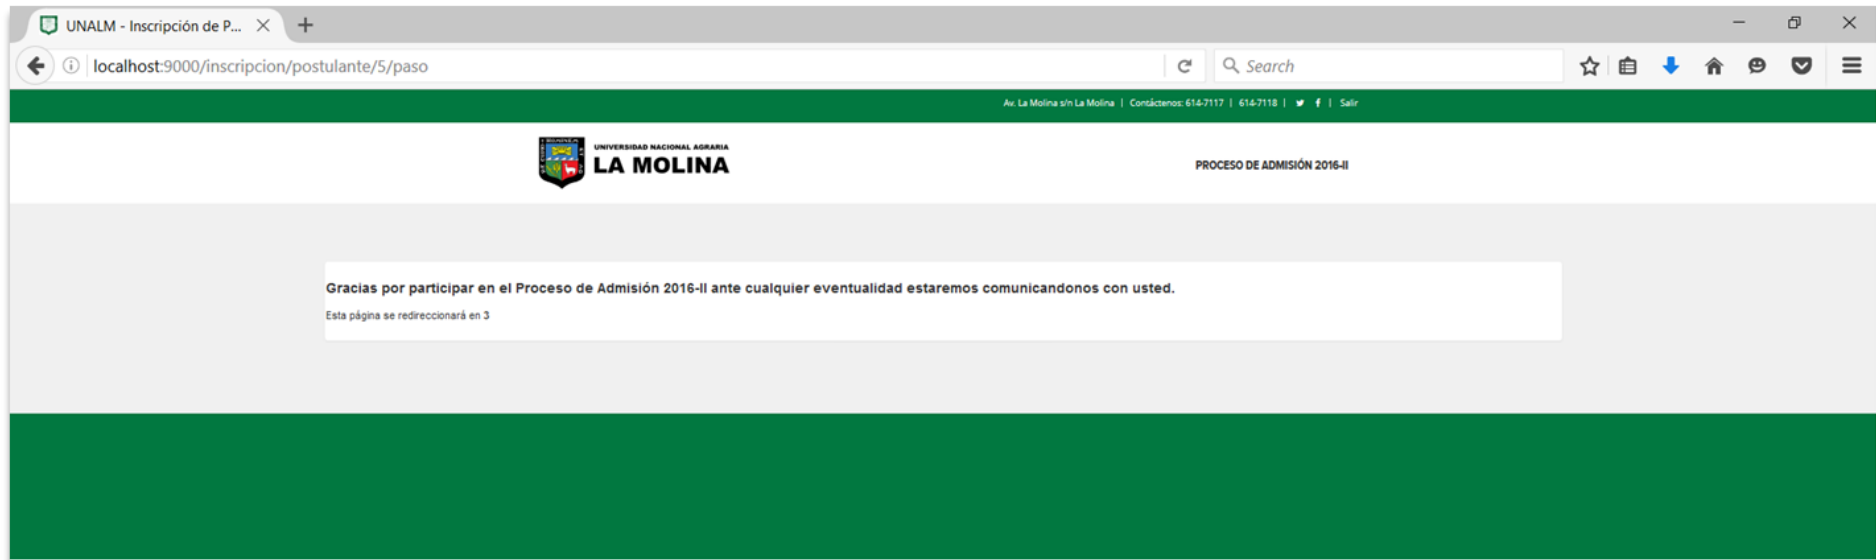 UNALM - Inscripción de P...
localhost:9000/inscripcion/postulante/5/paso
Search
Av. La Molina s/n La Molina | Contáctenos: 614-7117 | 614-7118 | | Salir
UNIVERSIDAD NACIONAL AGRARIA
LA MOLINA
PROCESO DE ADMISIÓN 2016-II
Gracias por participar en el Proceso de Admisión 2016-II ante cualquier eventualidad estaremos comunicandonos con usted.
Esta página se redireccionará en 3